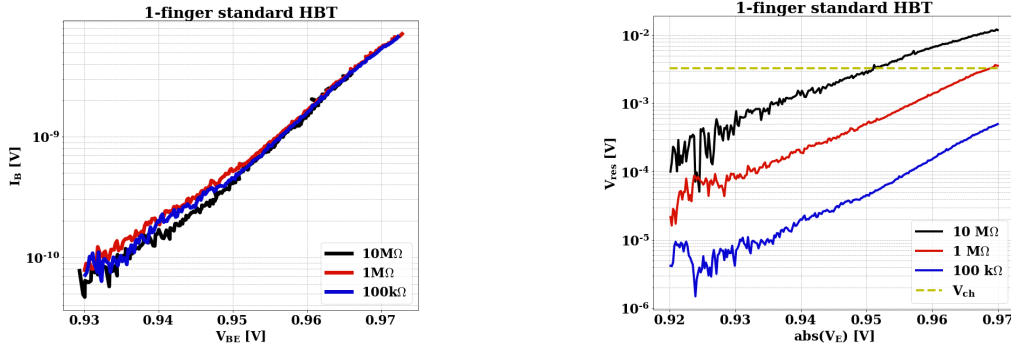 1-finger standard HBT
I_B [V]
10^-9
10^-10
10MΩ
1MΩ
100kΩ
0.93 0.94 0.95 0.96 0.97
V_BE [V]
1-finger standard HBT
V_res [V]
10^-2
10^-3
10^-4
10^-5
10^-6
10 MΩ
1 MΩ
100 kΩ
V_ch
0.92 0.93 0.94 0.95 0.96 0.97
abs(V_E) [V]